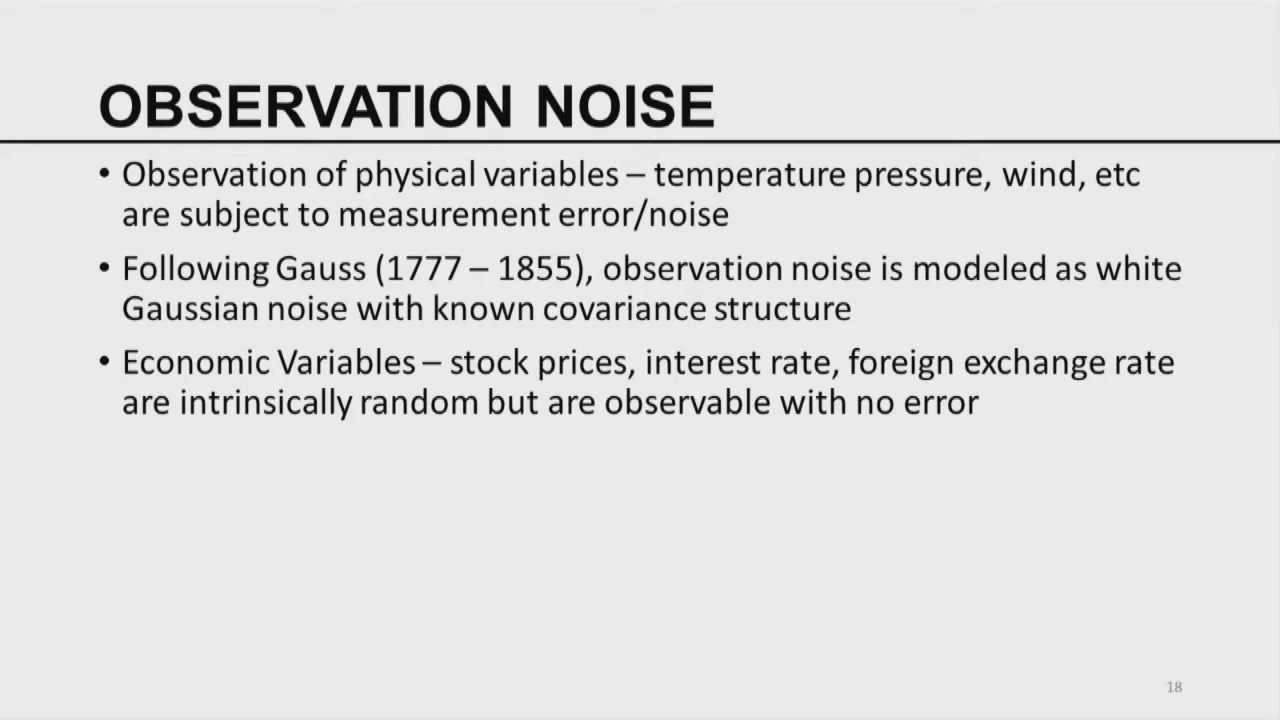 OBSERVATION NOISE
• Observation of physical variables – temperature pressure, wind, etc
are subject to measurement error/noise
• Following Gauss (1777 – 1855), observation noise is modeled as white
Gaussian noise with known covariance structure
• Economic Variables – stock prices, interest rate, foreign exchange rate
are intrinsically random but are observable with no error
18